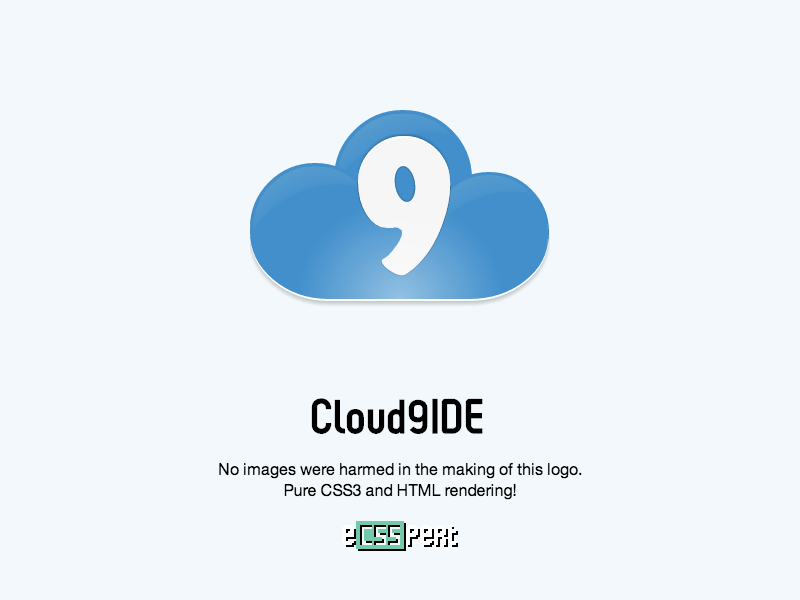 9
Cloud9IDE
No images were harmed in the making of this logo.
Pure CSS3 and HTML rendering!
eCSSpert